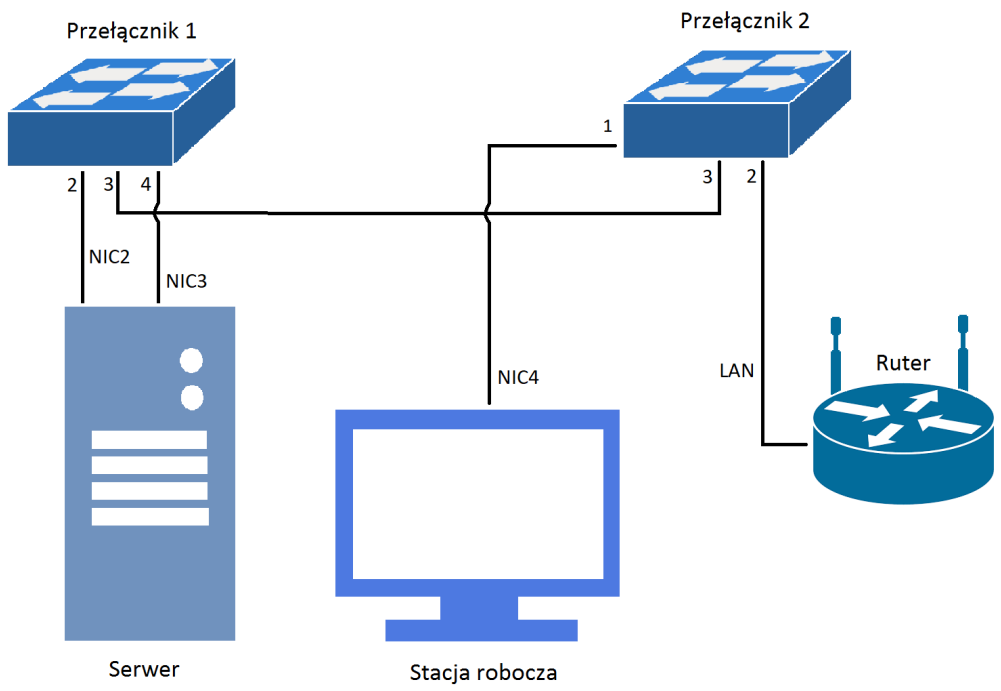 Przełącznik 1
Przełącznik 2
1
2
3
4
3
2
NIC2
NIC3
NIC4
LAN
Ruter
Serwer
Stacja robocza